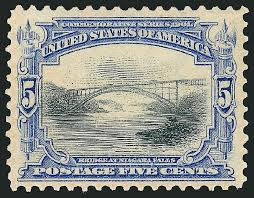 COMMEMORATIVE SERIES 1901
UNITED STATES OF AMERICA
5 5
BRIDGE AT NIAGARA FALLS
POSTAGE FIVE CENTS